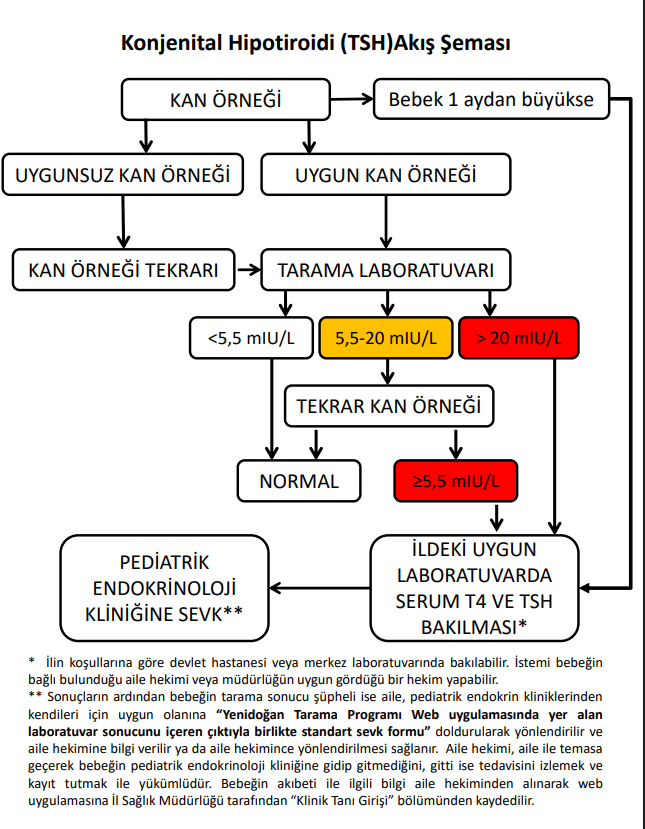 Konjenital Hipotiroidi (TSH)Akış Şeması
KAN ÖRNEĞİ
Bebek 1 aydan büyükse
UYGUNSUZ KAN ÖRNEĞİ
UYGUN KAN ÖRNEĞİ
KAN ÖRNEĞİ TEKRARI
TARAMA LABORATUVARI
<5,5 mIU/L
5,5-20 mIU/L
> 20 mIU/L
TEKRAR KAN ÖRNEĞİ
NORMAL
≥5,5 mIU/L
PEDİATRİK
ENDOKRİNOLOJİ
KLİNİĞİNE SEVK**
İLDEKİ UYGUN
LABORATUVARDA
SERUM T4 VE TSH
BAKILMASI*
* İlin koşullarına göre devlet hastanesi veya merkez laboratuvarında bakılabilir. İstemi bebeğin
bağlı bulunduğu aile hekimi veya müdürlüğün uygun gördüğü bir hekim yapabilir.
** Sonuçların ardından bebeğin tarama sonucu şüpheli ise aile, pediatrik endokrin kliniklerinden
kendileri için uygun olanına “Yenidoğan Tarama Programı Web uygulamasında yer alan
laboratuvar sonucunu içeren çıktıyla birlikte standart sevk formu” doldurularak yönlendirilir ve
aile hekimine bilgi verilir ya da aile hekimince yönlendirilmesi sağlanır. Aile hekimi, aile ile temasa
geçerek bebeğin pediatrik endokrinoloji kliniğine gidip gitmediğini, gitti ise tedavisini izlemek ve
kayıt tutmak ile yükümlüdür. Bebeğin akıbeti ile ilgili bilgi aile hekiminden alınarak web
uygulamasına İl Sağlık Müdürlüğü tarafından “Klinik Tanı Girişi” bölümünden kaydedilir.